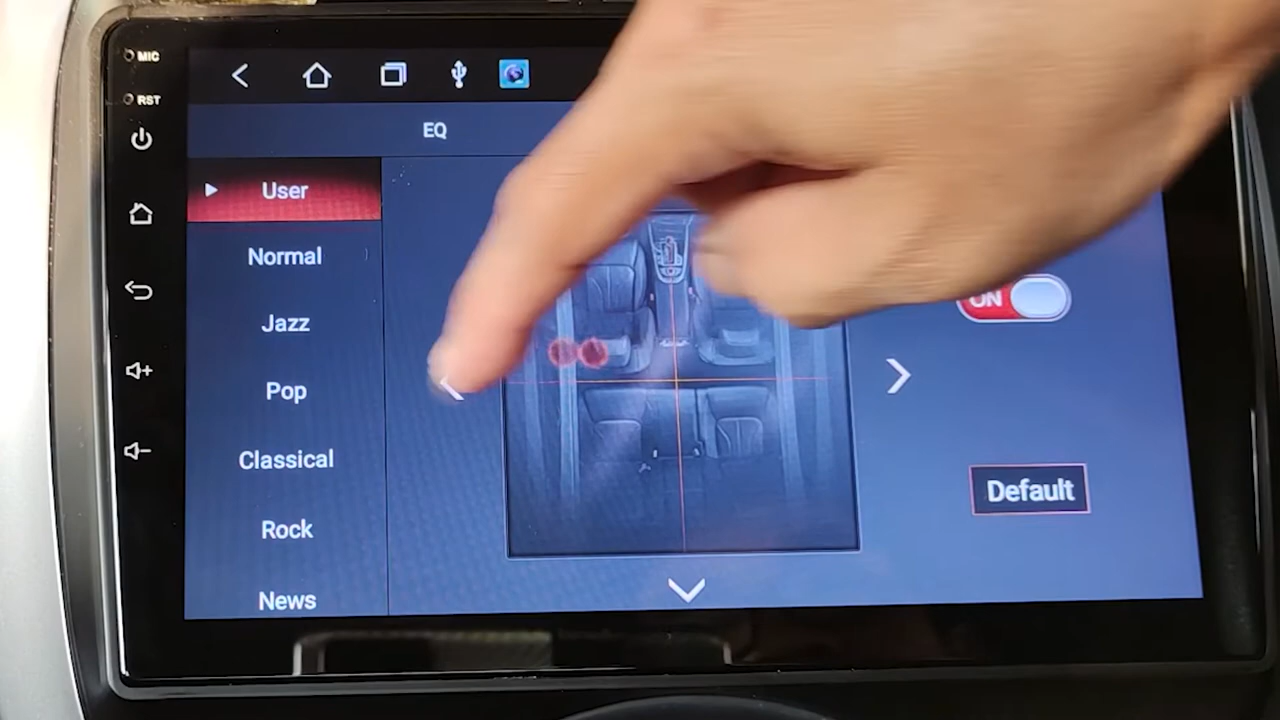 MIC
RST
EQ
User
Normal
Jazz
Pop
Classical
Rock
News
ON
Default